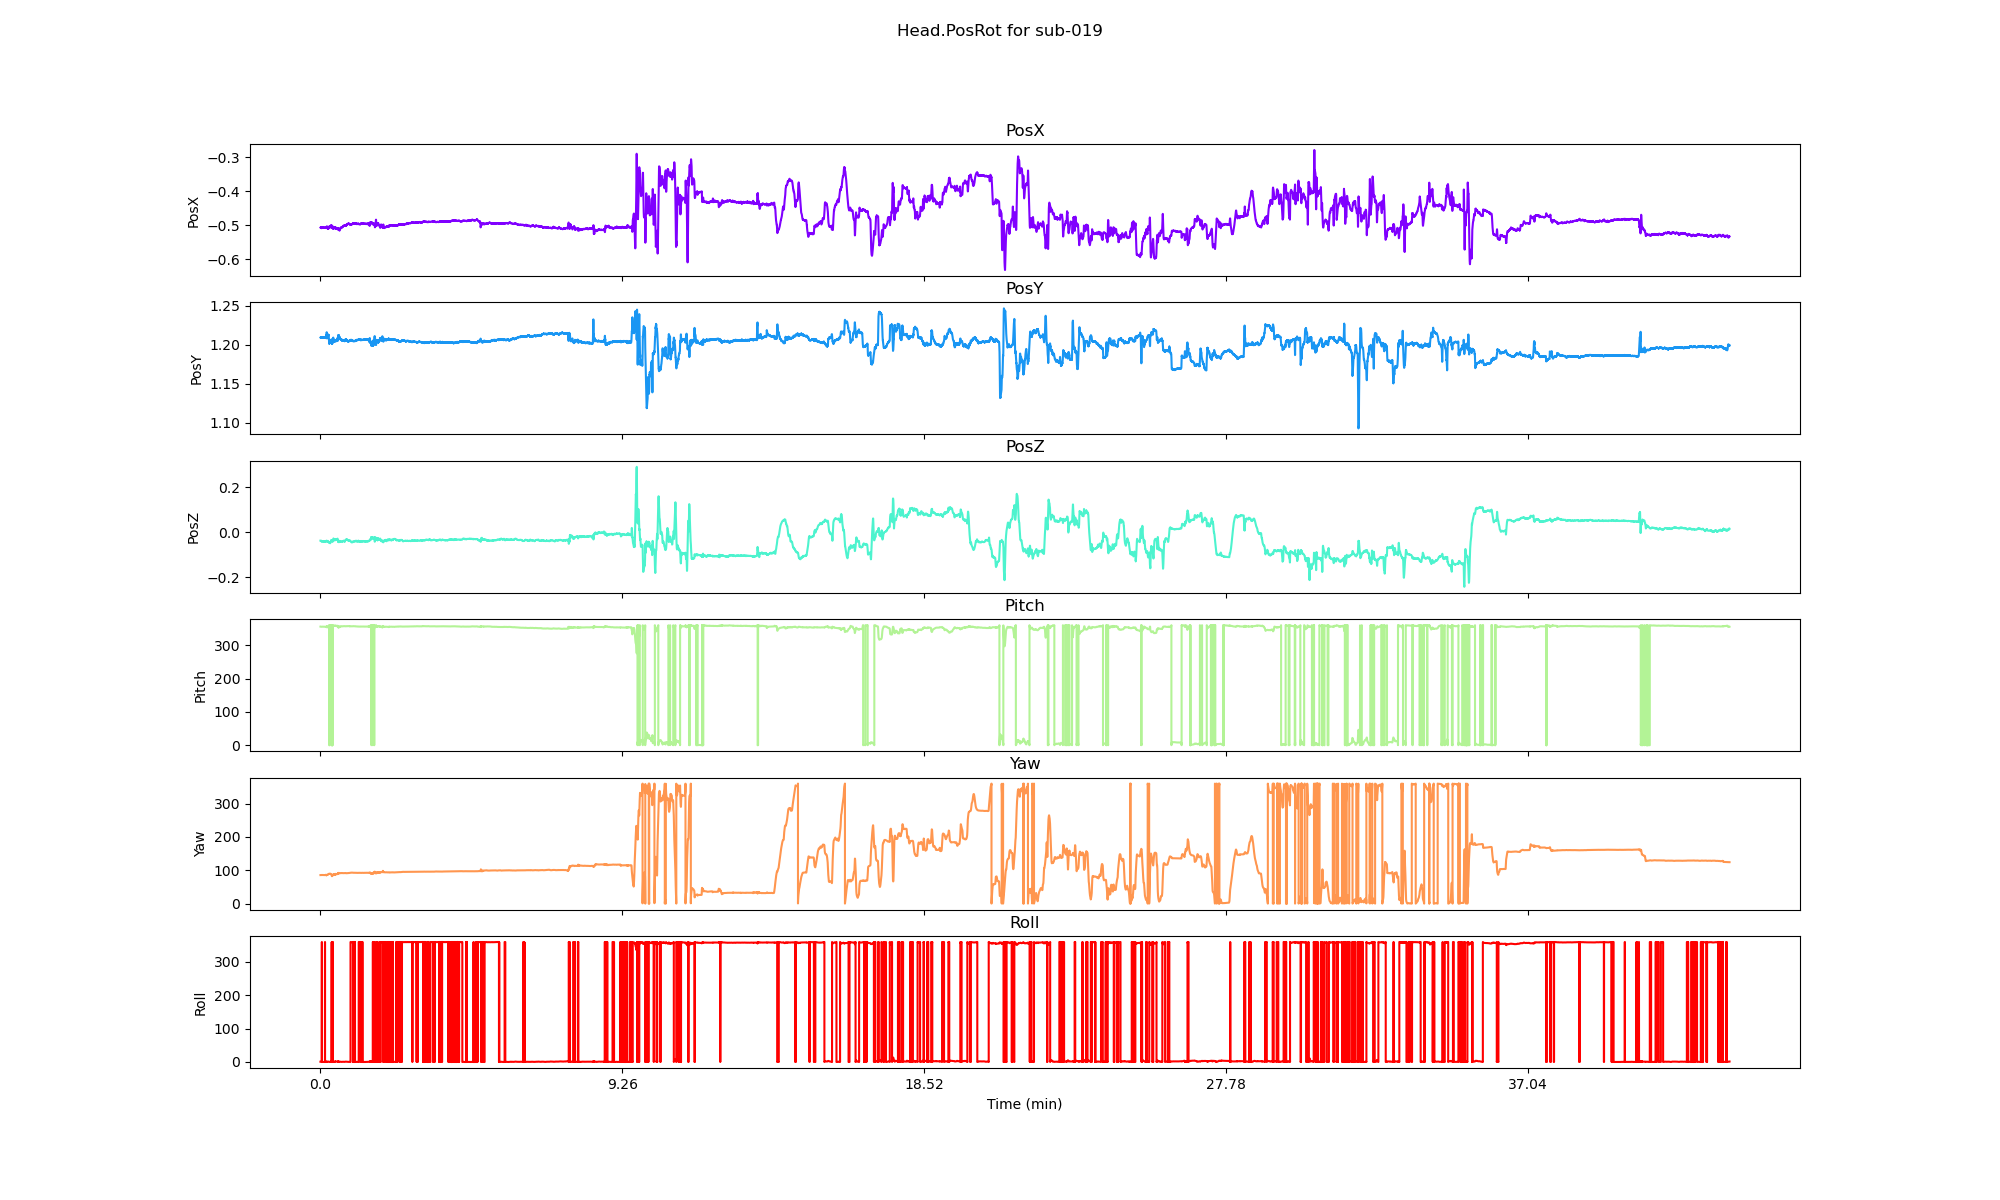 Head.PosRot for sub-019
PosX
PosX
−0.3
−0.4
−0.5
−0.6
PosY
PosY
1.25
1.20
1.15
1.10
PosZ
PosZ
0.2
0.0
−0.2
Pitch
Pitch
300
200
100
0
Yaw
Yaw
300
200
100
0
Roll
Roll
300
200
100
0
0.0 9.26 18.52 27.78 37.04
Time (min)